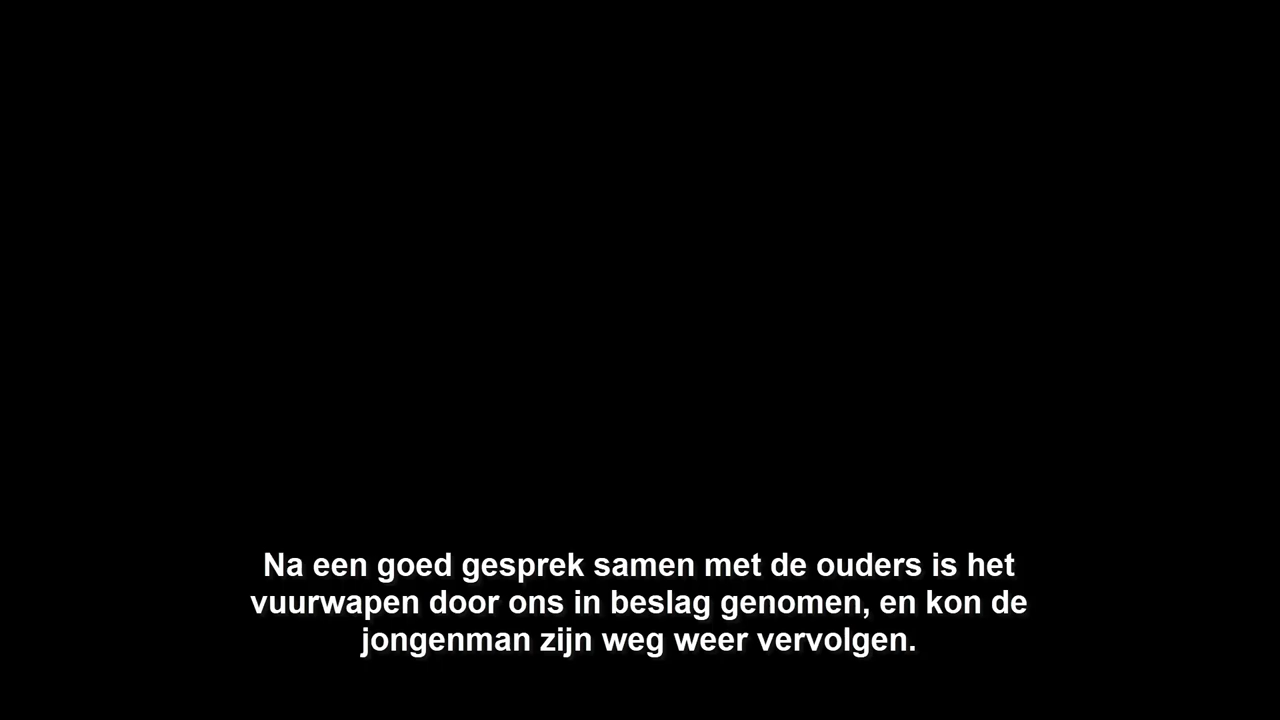 Na een goed gesprek samen met de ouders is het
vuurwapen door ons in beslag genomen, en kon de
jongenman zijn weg weer vervolgen.